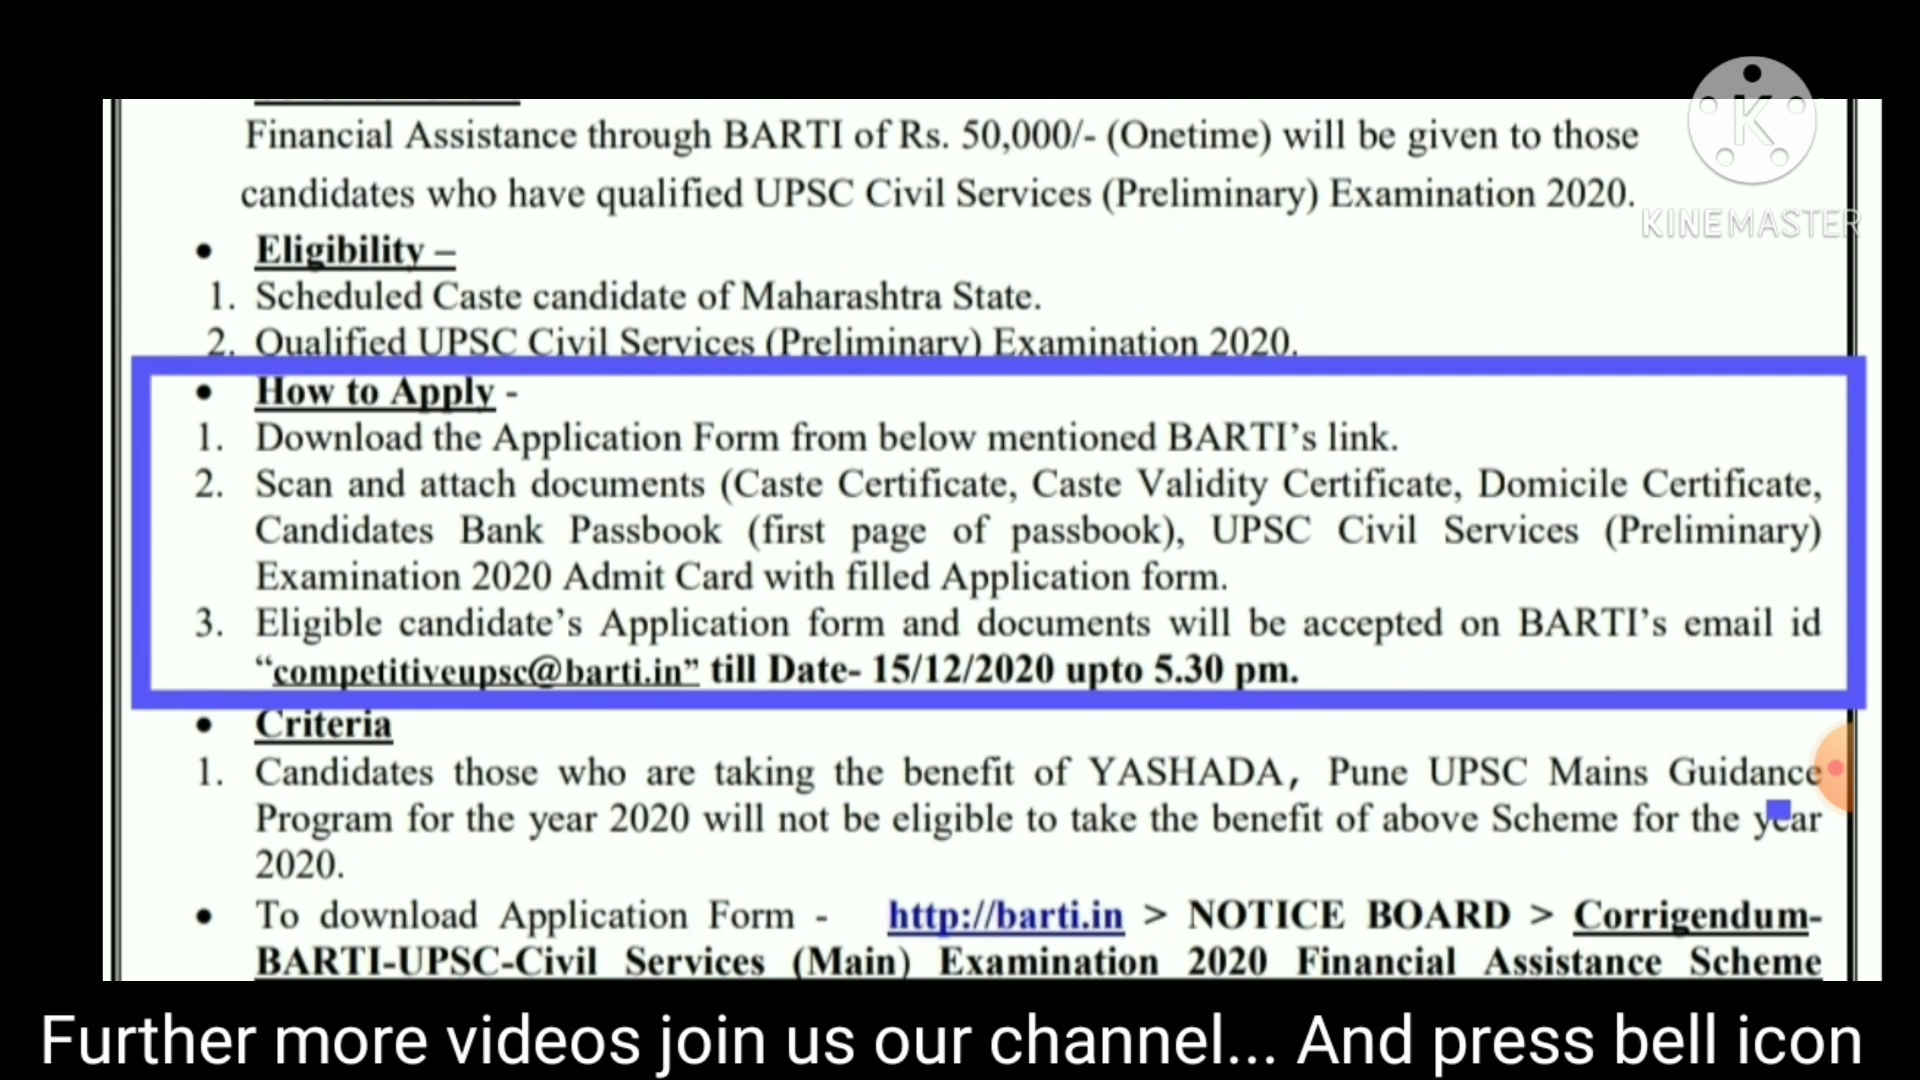 K
KINEMASTER
Financial Assistance through BARTI of Rs. 50,000/- (Onetime) will be given to those
candidates who have qualified UPSC Civil Services (Preliminary) Examination 2020.
• Eligibility –
1. Scheduled Caste candidate of Maharashtra State.
2. Qualified UPSC Civil Services (Preliminary) Examination 2020.
• How to Apply -
1. Download the Application Form from below mentioned BARTI's link.
2. Scan and attach documents (Caste Certificate, Caste Validity Certificate, Domicile Certificate,
Candidates Bank Passbook (first page of passbook), UPSC Civil Services (Preliminary)
Examination 2020 Admit Card with filled Application form.
3. Eligible candidate's Application form and documents will be accepted on BARTI's email id
“competitiveupsc@barti.in” till Date- 15/12/2020 upto 5.30 pm.
• Criteria
1. Candidates those who are taking the benefit of YASHADA, Pune UPSC Mains Guidance
Program for the year 2020 will not be eligible to take the benefit of above Scheme for the year
2020.
• To download Application Form - http://barti.in > NOTICE BOARD > Corrigendum-
BARTI-UPSC-Civil Services (Main) Examination 2020 Financial Assistance Scheme
Further more videos join us our channel... And press bell icon